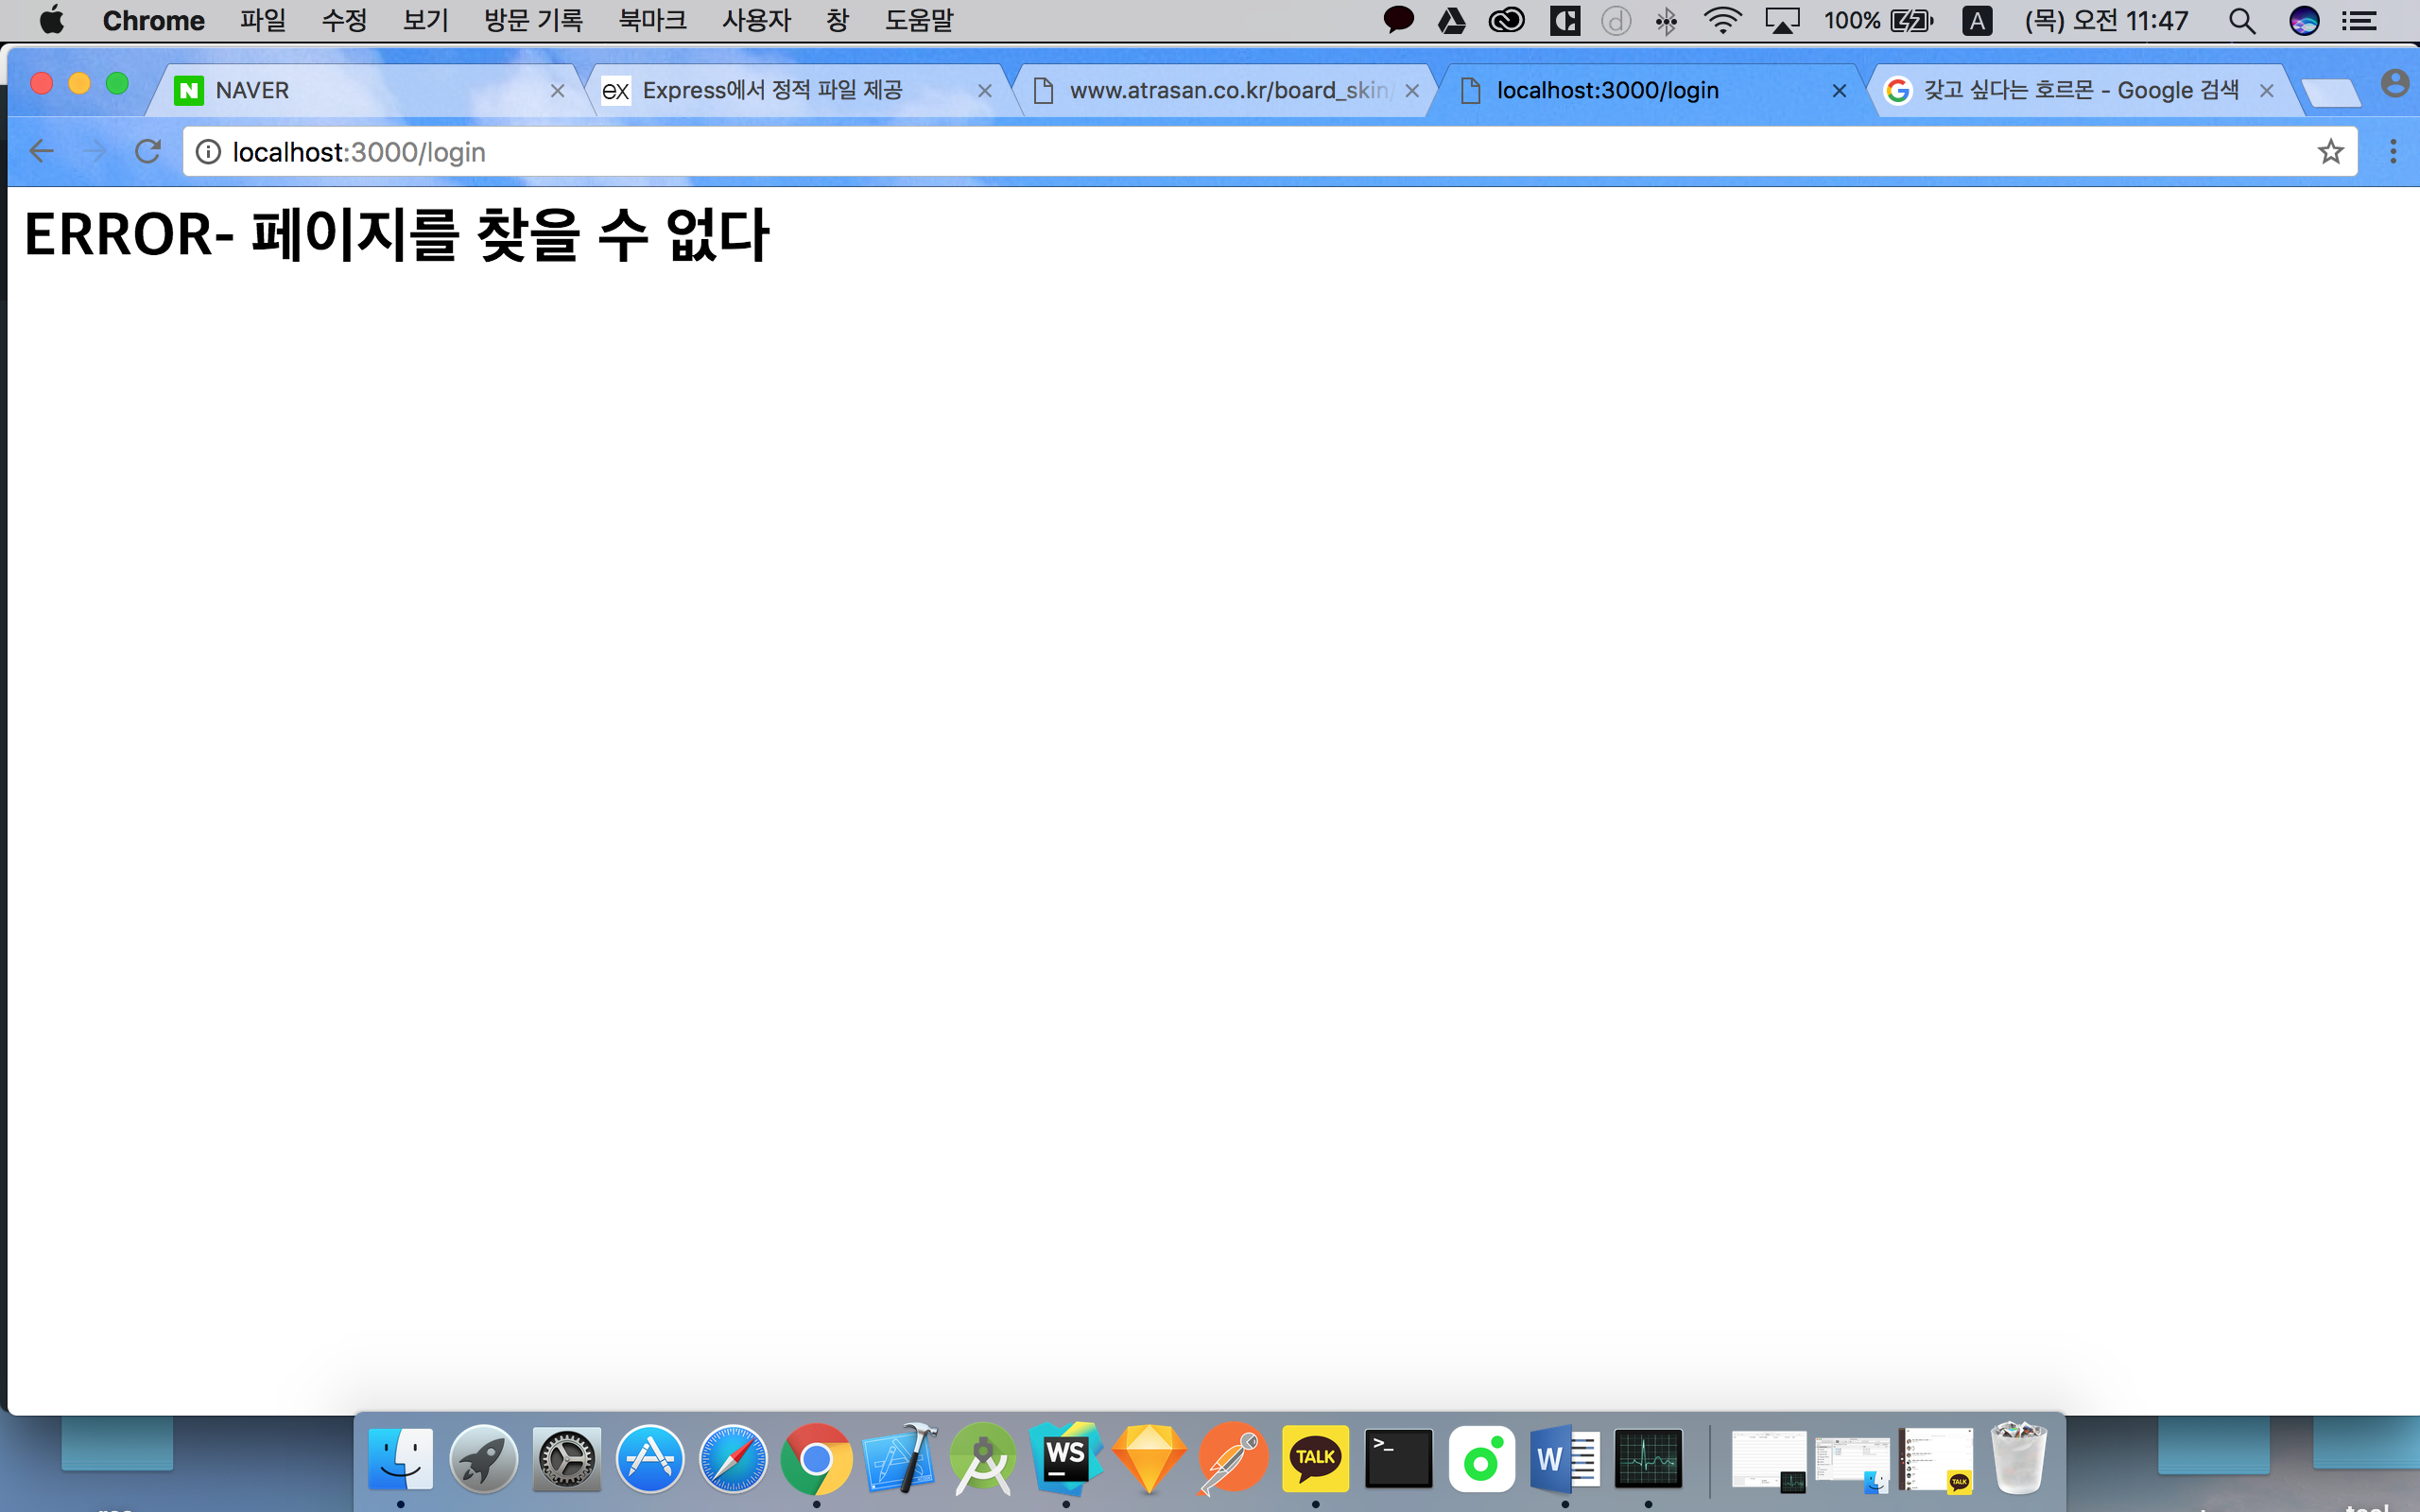 Chrome 파일 수정 보기 방문 기록 북마크 사용자 창 도움말 100% A (목) 오전 11:47
NAVER
ex Express에서 정적 파일 제공
www.atrasan.co.kr/board_skin/
localhost:3000/login
갖고 싶다는 호르몬 - Google 검색
localhost:3000/login
ERROR- 페이지를 찾을 수 없다
WS
TALK
>_
W
TALK